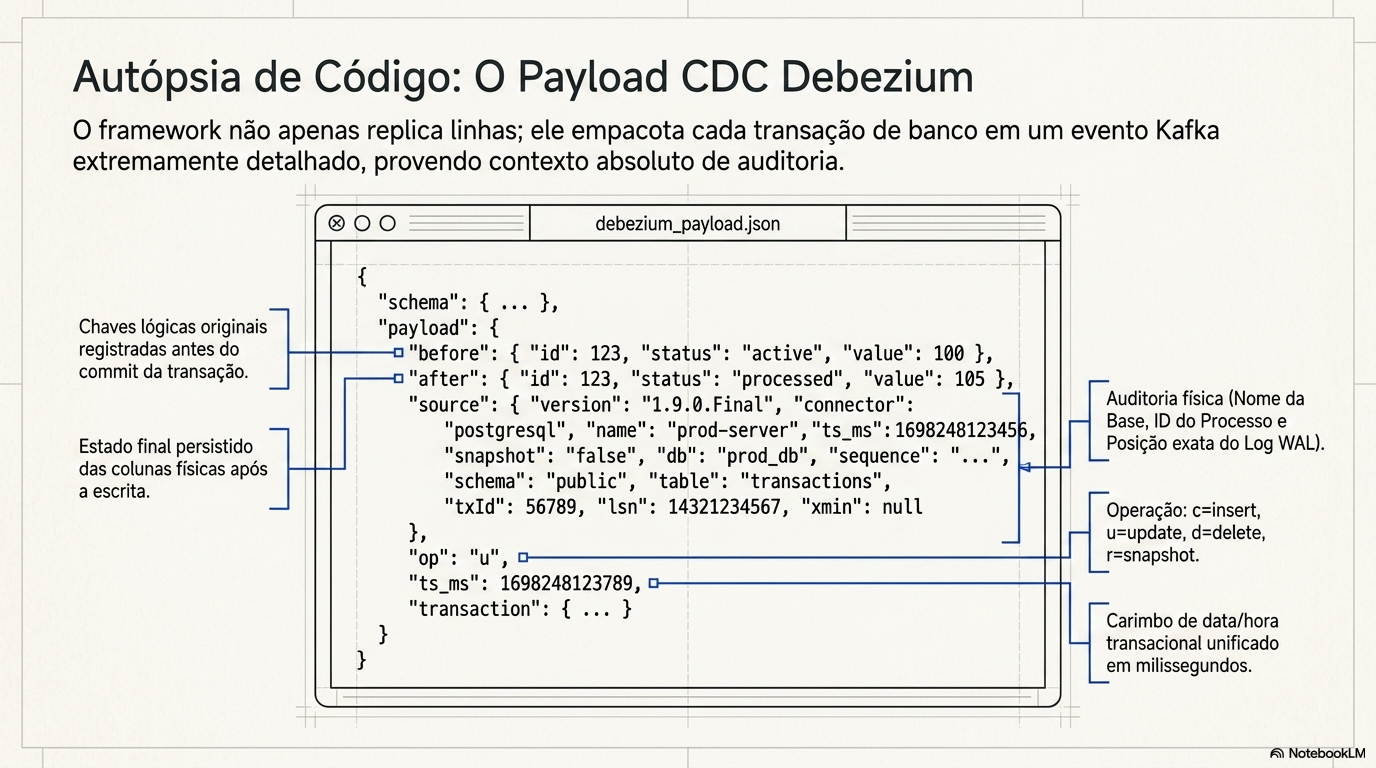 Autópsia de Código: O Payload CDC Debezium
O framework não apenas replica linhas; ele empacota cada transação de banco em um evento Kafka
extremamente detalhado, provendo contexto absoluto de auditoria.
debezium_payload.json
{
"schema": { ... },
"payload": {
"before": { "id": 123, "status": "active", "value": 100 },
"after": { "id": 123, "status": "processed", "value": 105 },
"source": { "version": "1.9.0.Final", "connector":
"postgresql", "name": "prod-server","ts_ms":1698248123456,
"snapshot": "false", "db": "prod_db", "sequence": "...",
"schema": "public", "table": "transactions",
"txId": 56789, "lsn": 14321234567, "xmin": null
},
"op": "u",
"ts_ms": 1698248123789,
"transaction": { ... }
}
}
Chaves lógicas originais
registradas antes do
commit da transação.
Estado final persistido
das colunas físicas após
a escrita.
Auditoria física (Nome da
Base, ID do Processo e
Posição exata do Log WAL).
Operação: c=insert,
u=update, d=delete,
r=snapshot.
Carimbo de data/hora
transacional unificado
em milissegundos.
NotebookLM